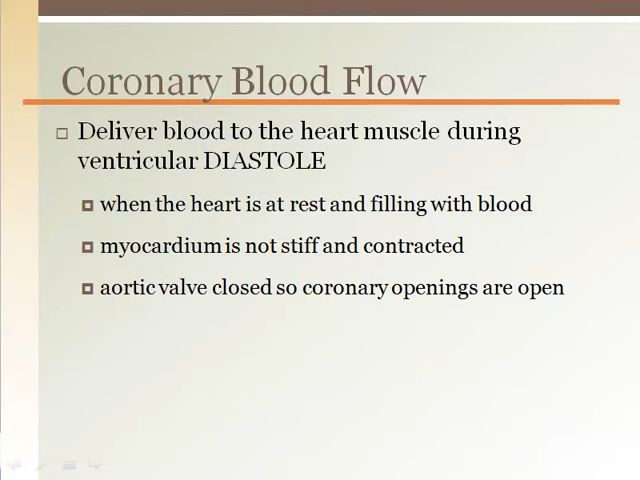 Coronary Blood Flow
Deliver blood to the heart muscle during
ventricular DIASTOLE
when the heart is at rest and filling with blood
myocardium is not stiff and contracted
aortic valve closed so coronary openings are open